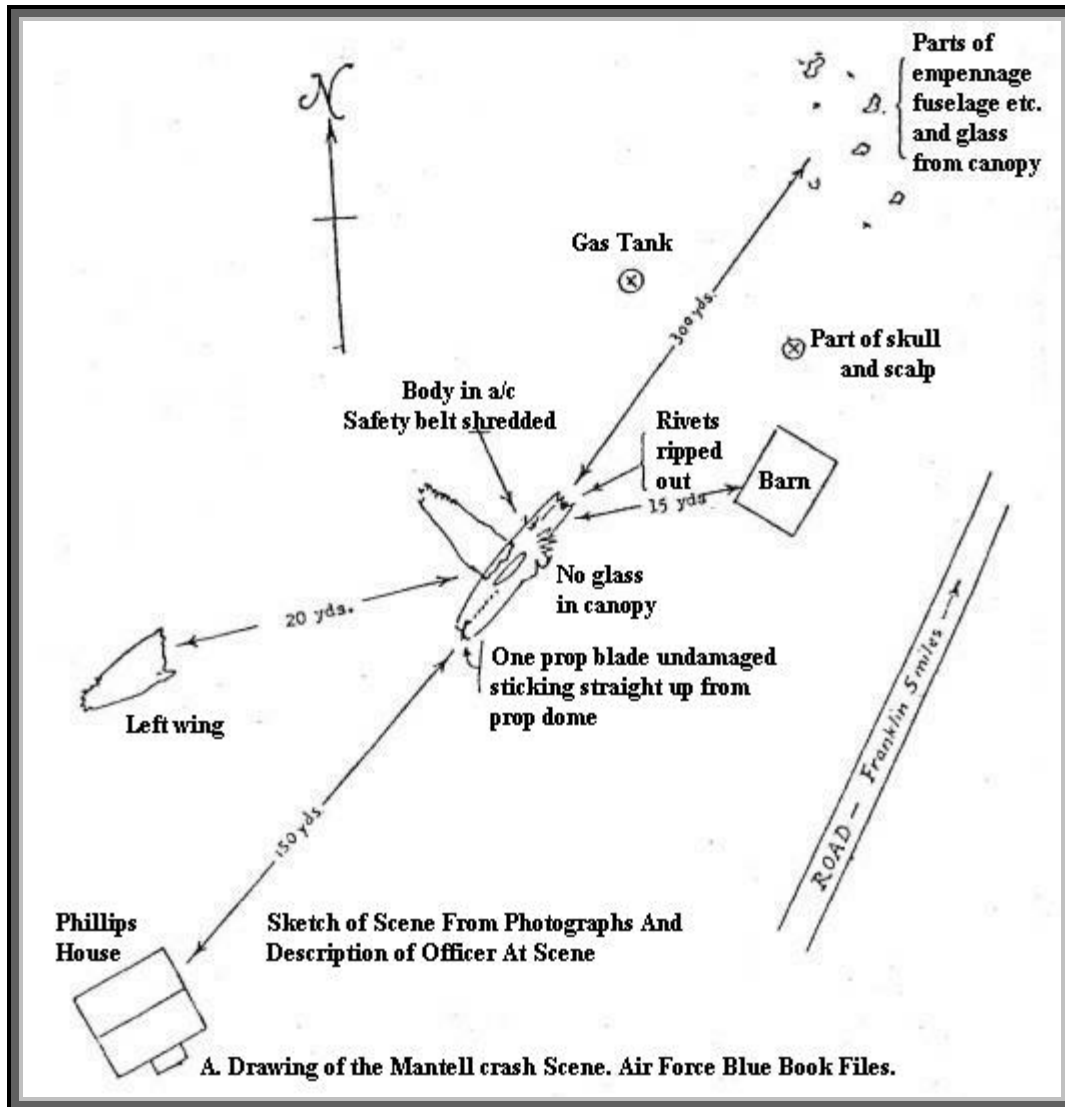 N
Parts of
empennage
fuselage etc.
and glass
from canopy
Gas Tank
300 yds.
Part of skull
and scalp
Body in a/c
Safety belt shredded
Rivets
ripped
out
15 yds
Barn
No glass
in canopy
20 yds.
Left wing
One prop blade undamaged
sticking straight up from
prop dome
ROAD - Franklin 5 miles
150 yds.
Phillips
House
Sketch of Scene From Photographs And
Description of Officer At Scene
A. Drawing of the Mantell crash Scene. Air Force Blue Book Files.